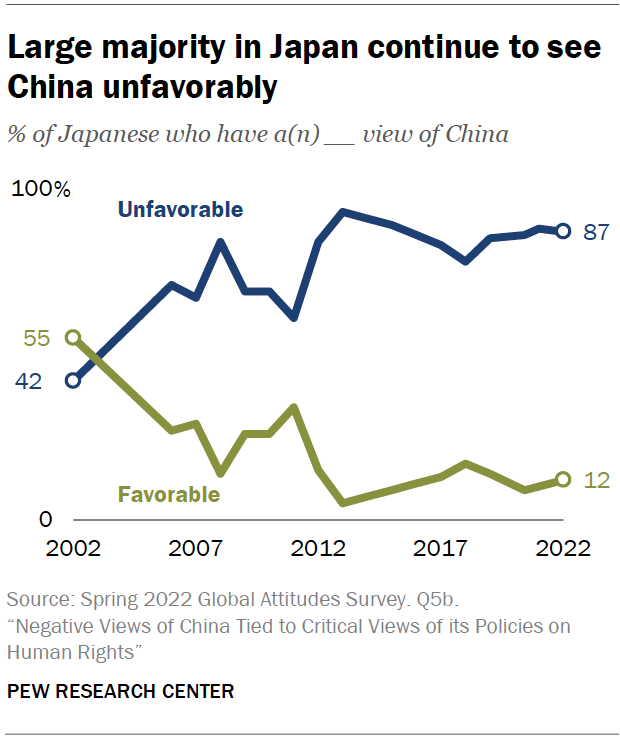 Large majority in Japan continue to see
China unfavorably
% of Japanese who have a(n) __ view of China
100%
Unfavorable
87
55
42
Favorable
12
0
2002 2007 2012 2017 2022
Source: Spring 2022 Global Attitudes Survey. Q5b.
“Negative Views of China Tied to Critical Views of its Policies on
Human Rights”
PEW RESEARCH CENTER